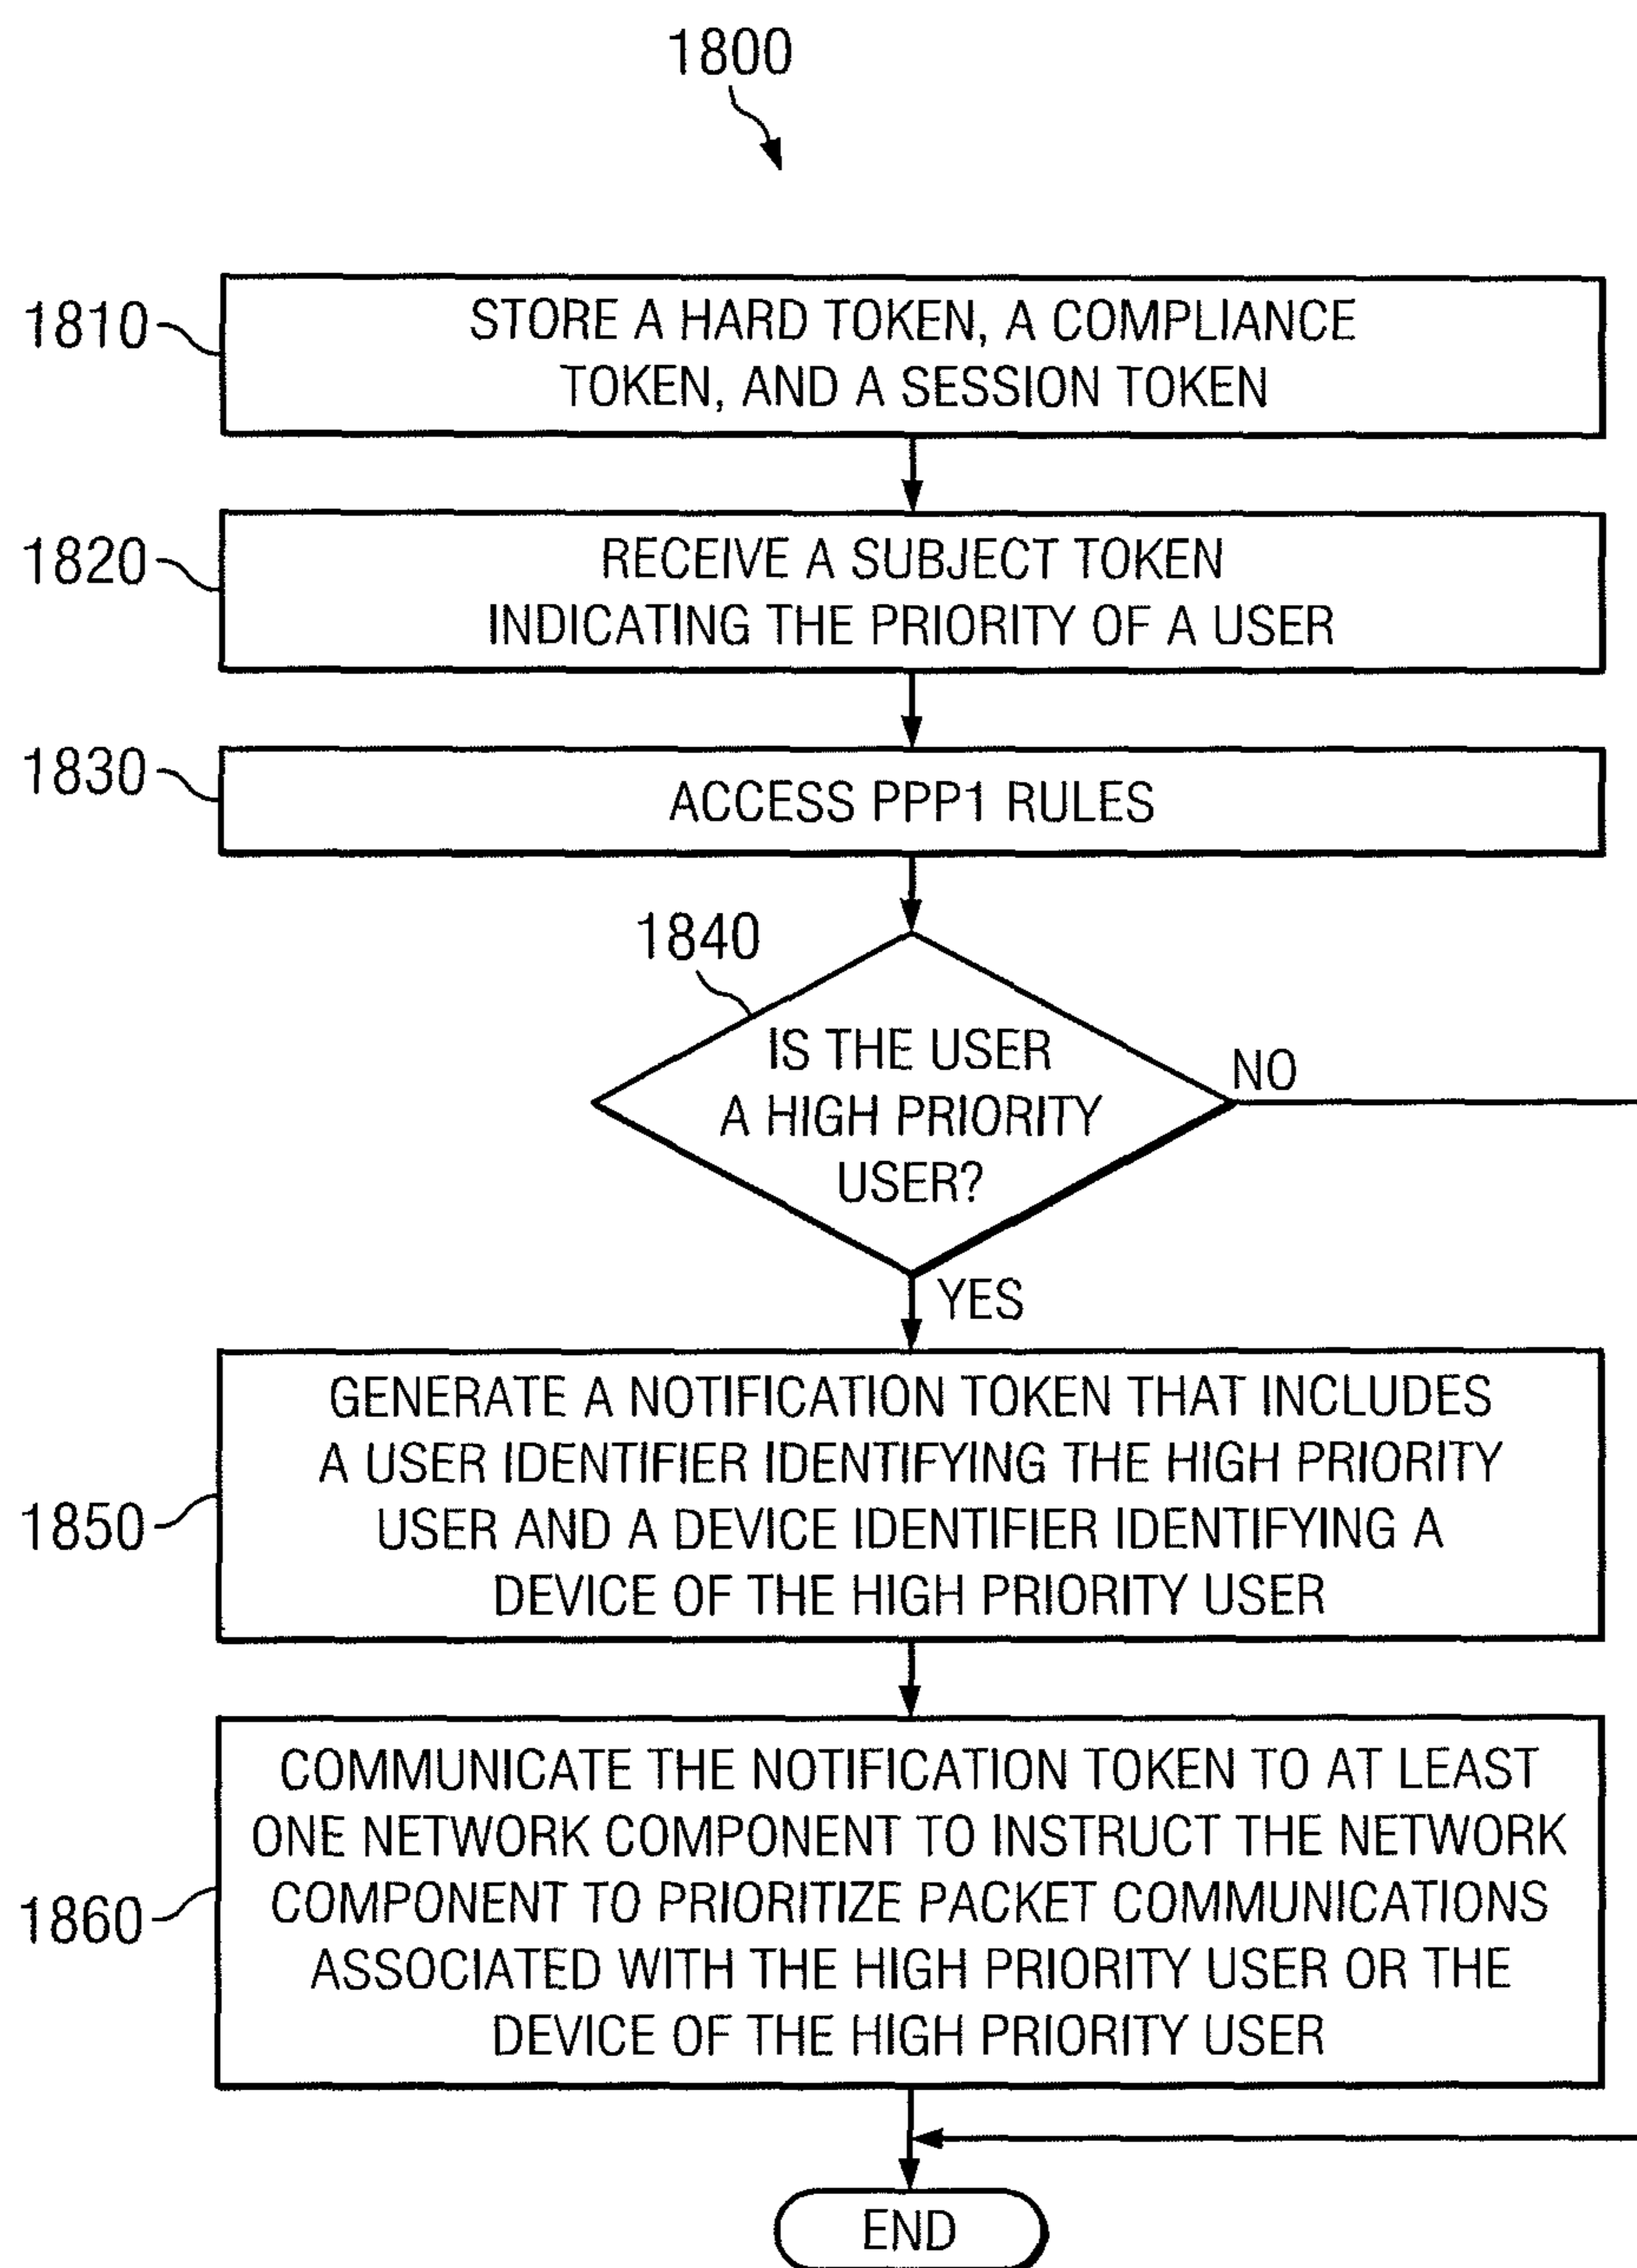 1800
1810
STORE A HARD TOKEN, A COMPLIANCE
TOKEN, AND A SESSION TOKEN
1820
RECEIVE A SUBJECT TOKEN
INDICATING THE PRIORITY OF A USER
1830
ACCESS PPP1 RULES
1840
IS THE USER
A HIGH PRIORITY
USER?
NO
YES
1850
GENERATE A NOTIFICATION TOKEN THAT INCLUDES
A USER IDENTIFIER IDENTIFYING THE HIGH PRIORITY
USER AND A DEVICE IDENTIFIER IDENTIFYING A
DEVICE OF THE HIGH PRIORITY USER
1860
COMMUNICATE THE NOTIFICATION TOKEN TO AT LEAST
ONE NETWORK COMPONENT TO INSTRUCT THE NETWORK
COMPONENT TO PRIORITIZE PACKET COMMUNICATIONS
ASSOCIATED WITH THE HIGH PRIORITY USER OR THE
DEVICE OF THE HIGH PRIORITY USER
END